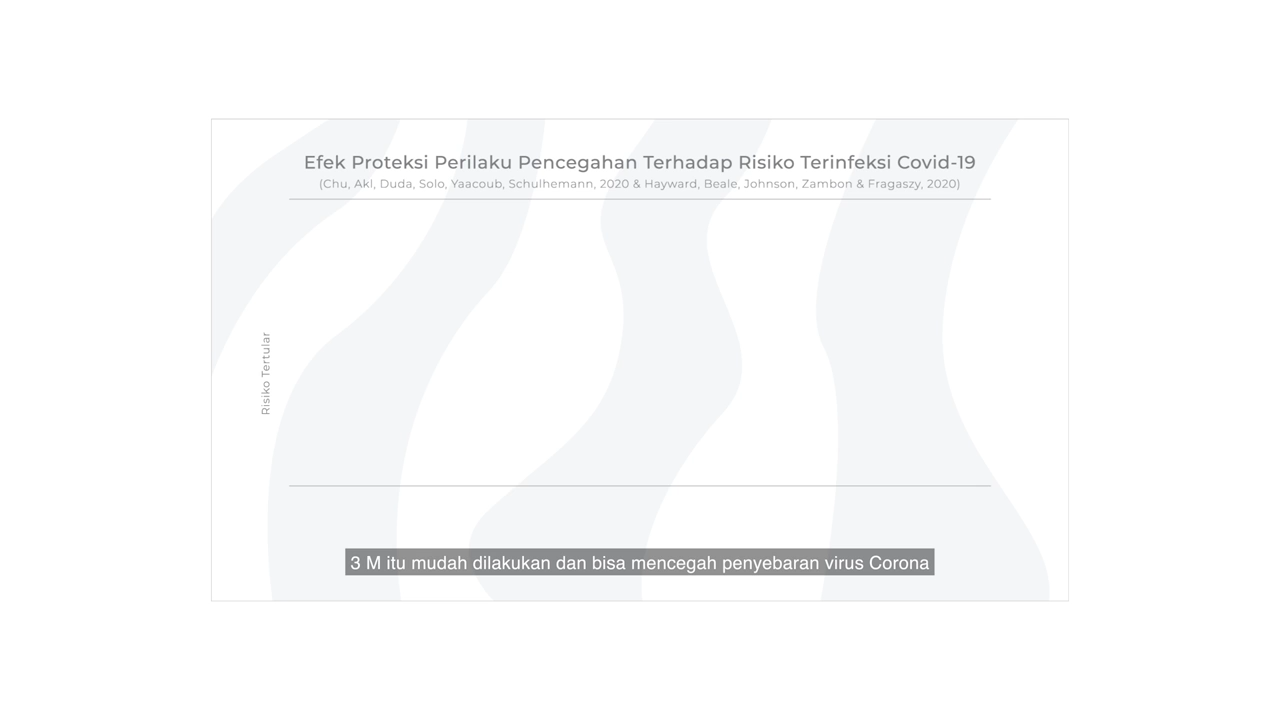 Efek Proteksi Perilaku Pencegahan Terhadap Risiko Terinfeksi Covid-19
(Chu, Akl, Duda, Solo, Yaacoub, Schulhemann, 2020 & Hayward, Beale, Johnson, Zambon & Fragaszy, 2020)
Risiko Tertular
3 M itu mudah dilakukan dan bisa mencegah penyebaran virus Corona